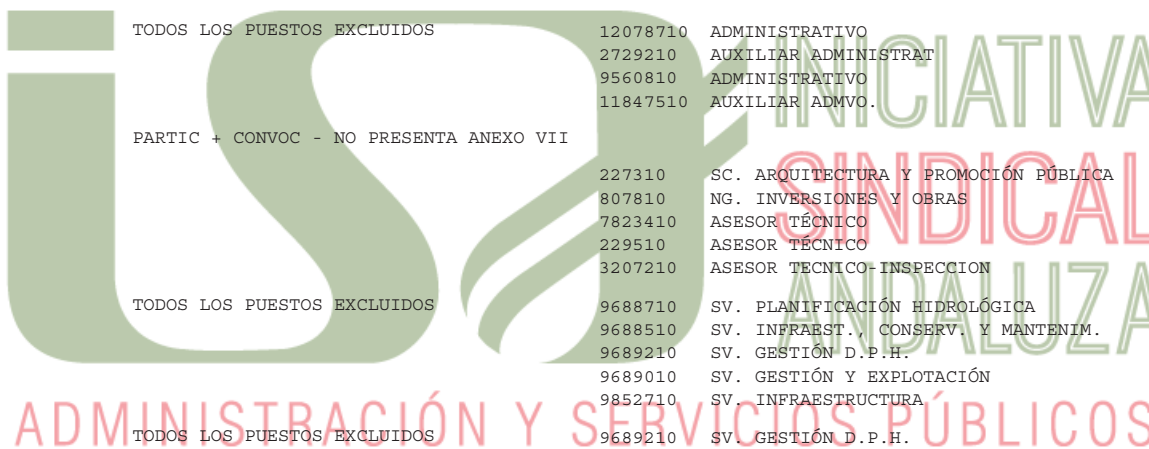 TODOS LOS PUESTOS EXCLUIDOS 12078710 ADMINISTRATIVO
2729210 AUXILIAR ADMINISTRAT
9560810 ADMINISTRATIVO
11847510 AUXILIAR ADMVO.
PARTIC + CONVOC - NO PRESENTA ANEXO VII
227310 SC. ARQUITECTURA Y PROMOCIÓN PÚBLICA
807810 NG. INVERSIONES Y OBRAS
7823410 ASESOR TÉCNICO
229510 ASESOR TÉCNICO
3207210 ASESOR TECNICO-INSPECCION
TODOS LOS PUESTOS EXCLUIDOS 9688710 SV. PLANIFICACIÓN HIDROLÓGICA
9688510 SV. INFRAEST., CONSERV. Y MANTENIM.
9689210 SV. GESTIÓN D.P.H.
9689010 SV. GESTIÓN Y EXPLOTACIÓN
9852710 SV. INFRAESTRUCTURA
TODOS LOS PUESTOS EXCLUIDOS 9689210 SV. GESTIÓN D.P.H.
isa
INICIATIVA
SINDICAL
ANDALUZA
ADMINISTRACIÓN Y SERVICIOS PÚBLICOS